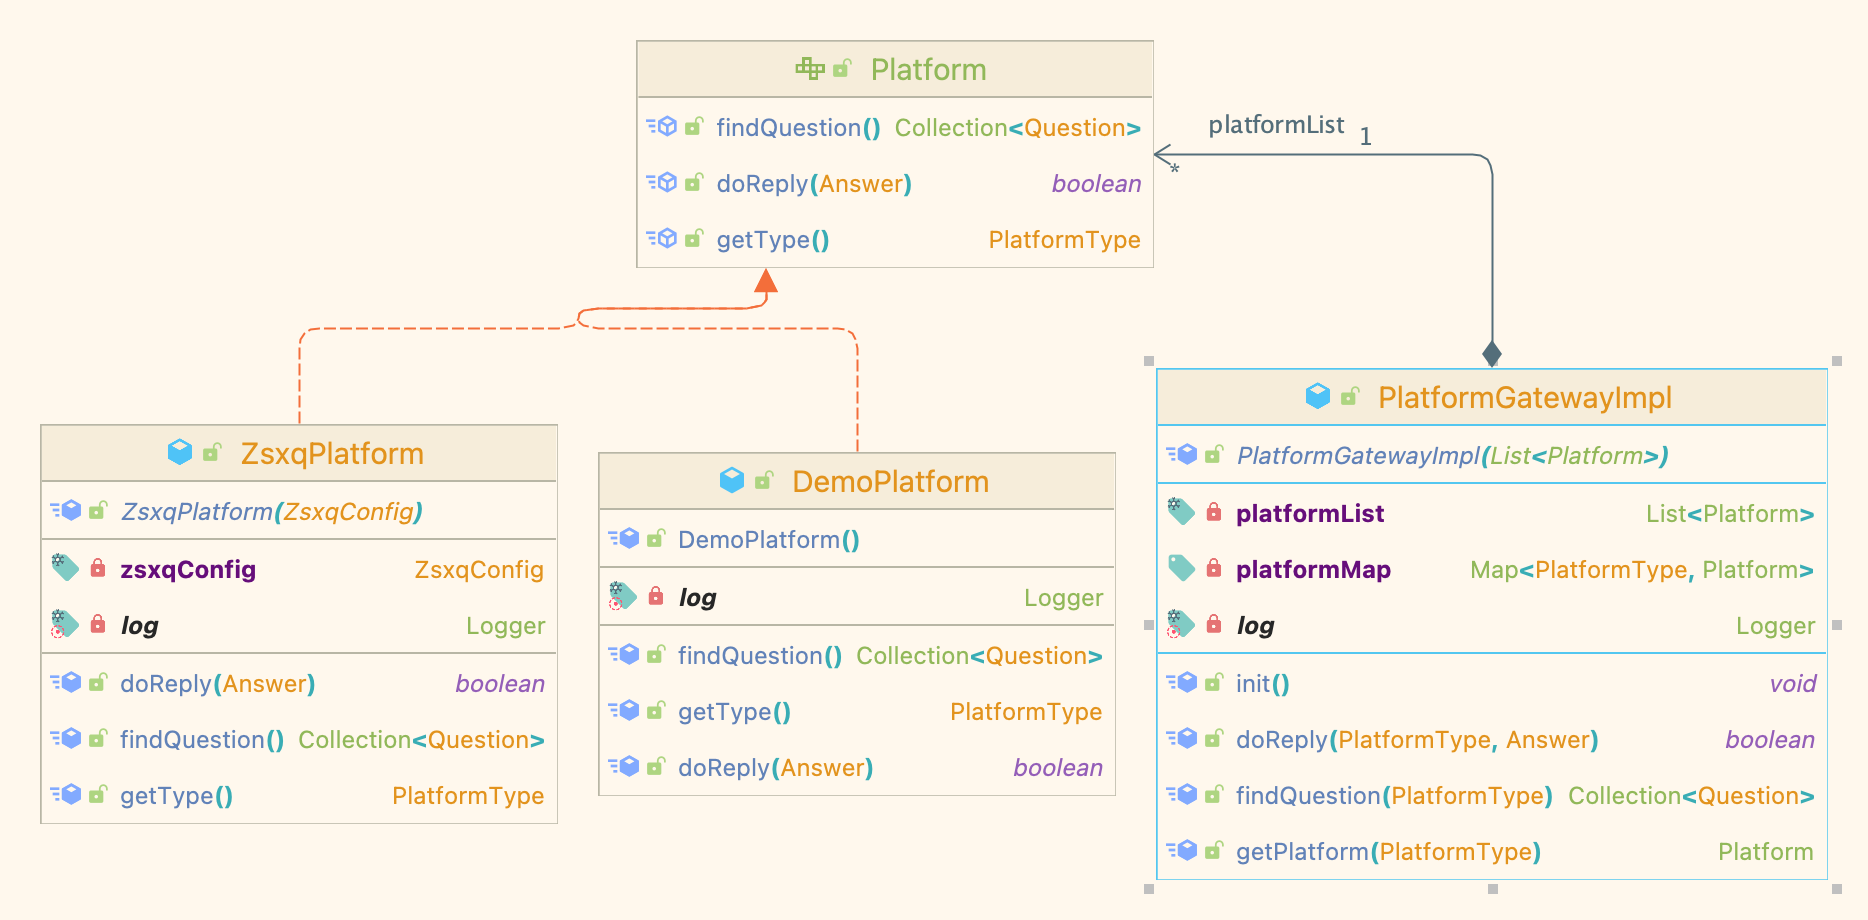 Platform
findQuestion() Collection<Question>
doReply(Answer) boolean
getType() PlatformType
platformList 1
*
ZsxqPlatform
ZsxqPlatform(ZsxqConfig)
zsxqConfig ZsxqConfig
log Logger
doReply(Answer) boolean
findQuestion() Collection<Question>
getType() PlatformType
DemoPlatform
DemoPlatform()
log Logger
findQuestion() Collection<Question>
getType() PlatformType
doReply(Answer) boolean
PlatformGatewayImpl
PlatformGatewayImpl(List<Platform>)
platformList List<Platform>
platformMap Map<PlatformType, Platform>
log Logger
init() void
doReply(PlatformType, Answer) boolean
findQuestion(PlatformType) Collection<Question>
getPlatform(PlatformType) Platform